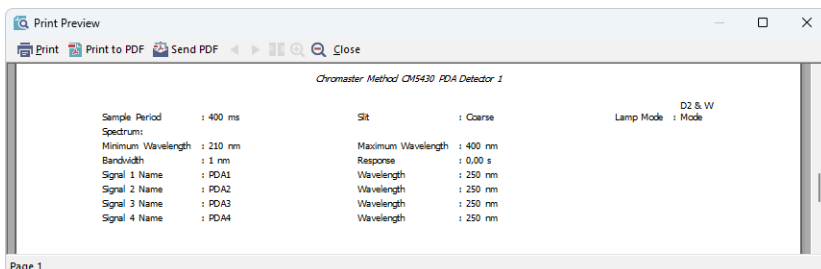 Print Preview
Print Print to PDF Send PDF Close
Chromaster Method CM5430 PDA Detector 1
D2 & W
Sample Period : 400 ms Slit : Coarse Lamp Mode : Mode
Spectrum:
Minimum Wavelength : 210 nm Maximum Wavelength : 400 nm
Bandwidth : 1 nm Response : 0,00 s
Signal 1 Name : PDA1 Wavelength : 250 nm
Signal 2 Name : PDA2 Wavelength : 250 nm
Signal 3 Name : PDA3 Wavelength : 250 nm
Signal 4 Name : PDA4 Wavelength : 250 nm
Page 1